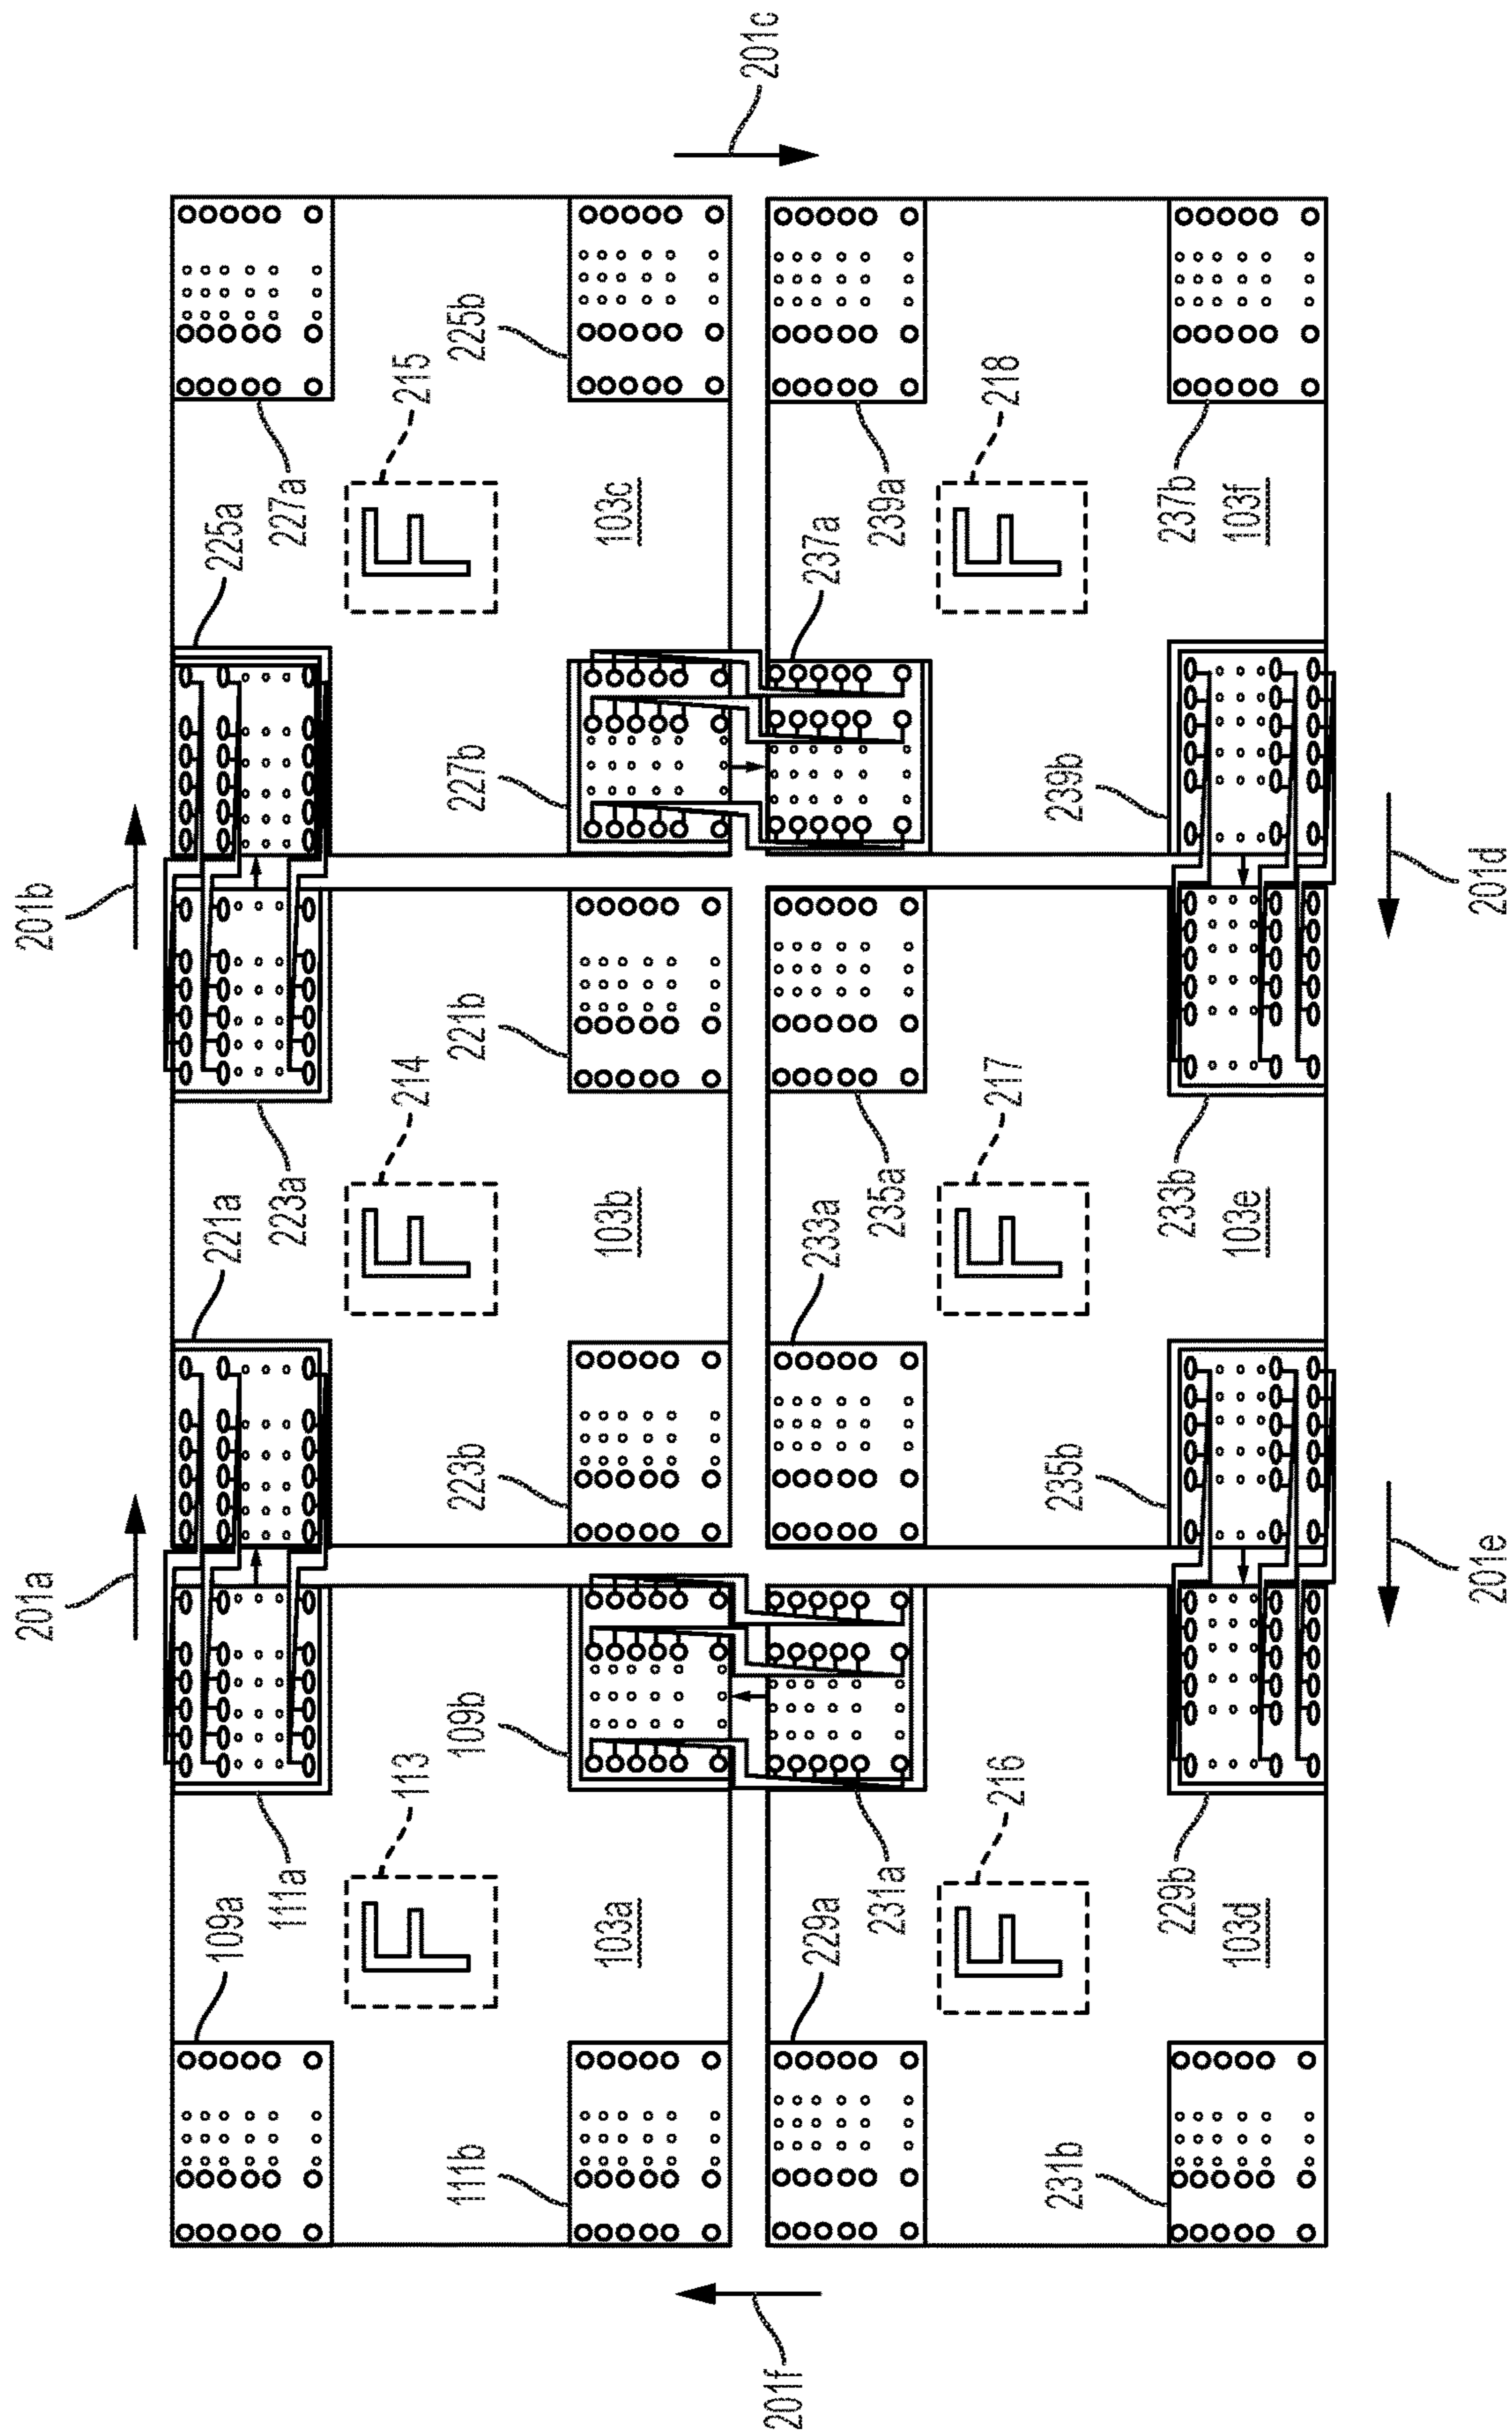 201a 201b
109a 221a 225a
111a 223a 227a
113 214 215
F F F
111b 109b 223b 221b 227b 225b
103a 103b 103c
201f 201c
229a 233a 237a
231a 235a 239a
216 217 218
F F F
231b 235b 239b
229b 233b 237b
103d 103e 103f
201e 201d